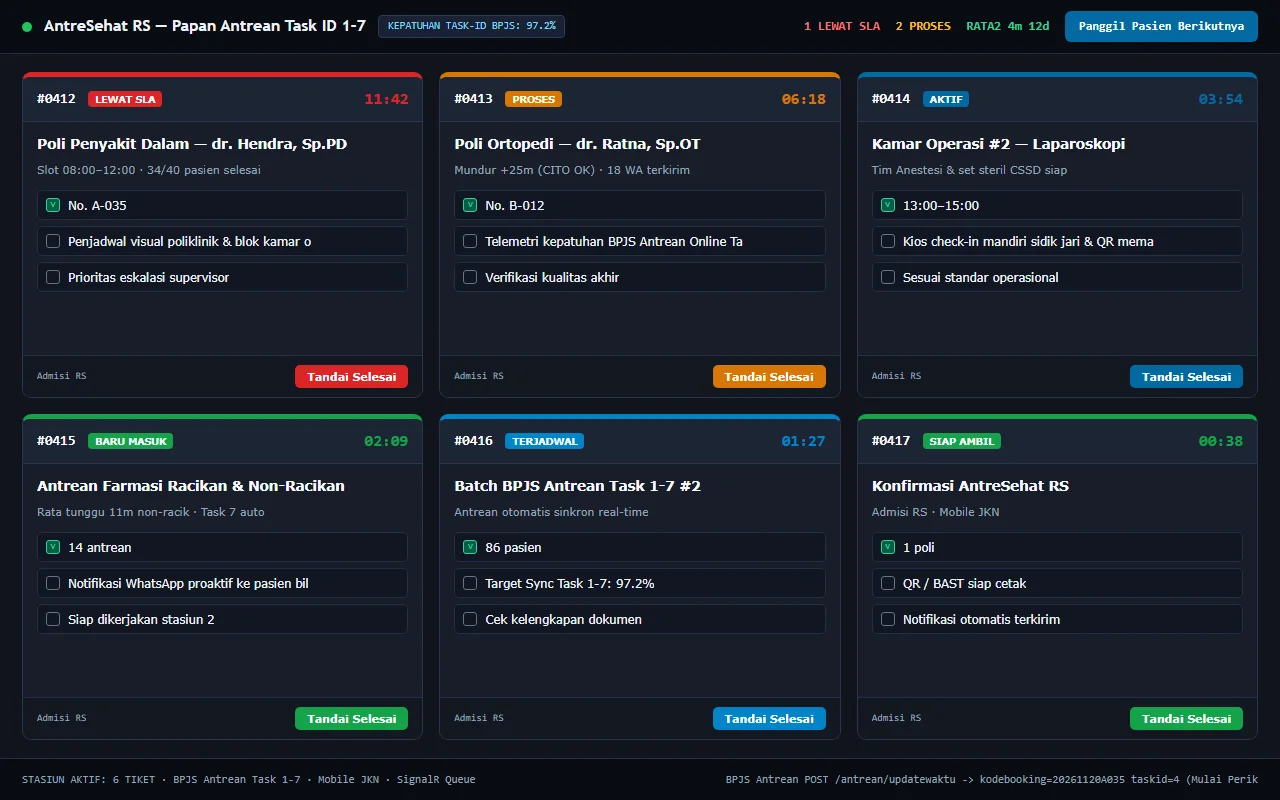 AntreSehat RS — Papan Antrean Task ID 1-7
KEPATUHAN TASK-ID BPJS: 97.2%
1 LEWAT SLA
2 PROSES
RATA2 4m 12d
Panggil Pasien Berikutnya
#0412
LEWAT SLA
11:42
Poli Penyakit Dalam — dr. Hendra, Sp.PD
Slot 08:00–12:00 · 34/40 pasien selesai
v
No. A-035
Penjadwal visual poliklinik & blok kamar o
Prioritas eskalasi supervisor
Admisi RS
Tandai Selesai
#0413
PROSES
06:18
Poli Ortopedi — dr. Ratna, Sp.OT
Mundur +25m (CITO OK) · 18 WA terkirim
v
No. B-012
Telemetri kepatuhan BPJS Antrean Online Ta
Verifikasi kualitas akhir
Admisi RS
Tandai Selesai
#0414
AKTIF
03:54
Kamar Operasi #2 — Laparoskopi
Tim Anestesi & set steril CSSD siap
v
13:00–15:00
Kios check-in mandiri sidik jari & QR mema
Sesuai standar operasional
Admisi RS
Tandai Selesai
#0415
BARU MASUK
02:09
Antrean Farmasi Racikan & Non-Racikan
Rata tunggu 11m non-racik · Task 7 auto
v
14 antrean
Notifikasi WhatsApp proaktif ke pasien bil
Siap dikerjakan stasiun 2
Admisi RS
Tandai Selesai
#0416
TERJADWAL
01:27
Batch BPJS Antrean Task 1-7 #2
Antrean otomatis sinkron real-time
v
86 pasien
Target Sync Task 1-7: 97.2%
Cek kelengkapan dokumen
Admisi RS
Tandai Selesai
#0417
SIAP AMBIL
00:38
Konfirmasi AntreSehat RS
Admisi RS · Mobile JKN
v
1 poli
QR / BAST siap cetak
Notifikasi otomatis terkirim
Admisi RS
Tandai Selesai
STASIUN AKTIF: 6 TIKET · BPJS Antrean Task 1-7 · Mobile JKN · SignalR Queue
BPJS Antrean POST /antrean/updatewaktu -> kodebooking=20261120A035 taskid=4 (Mulai Perik